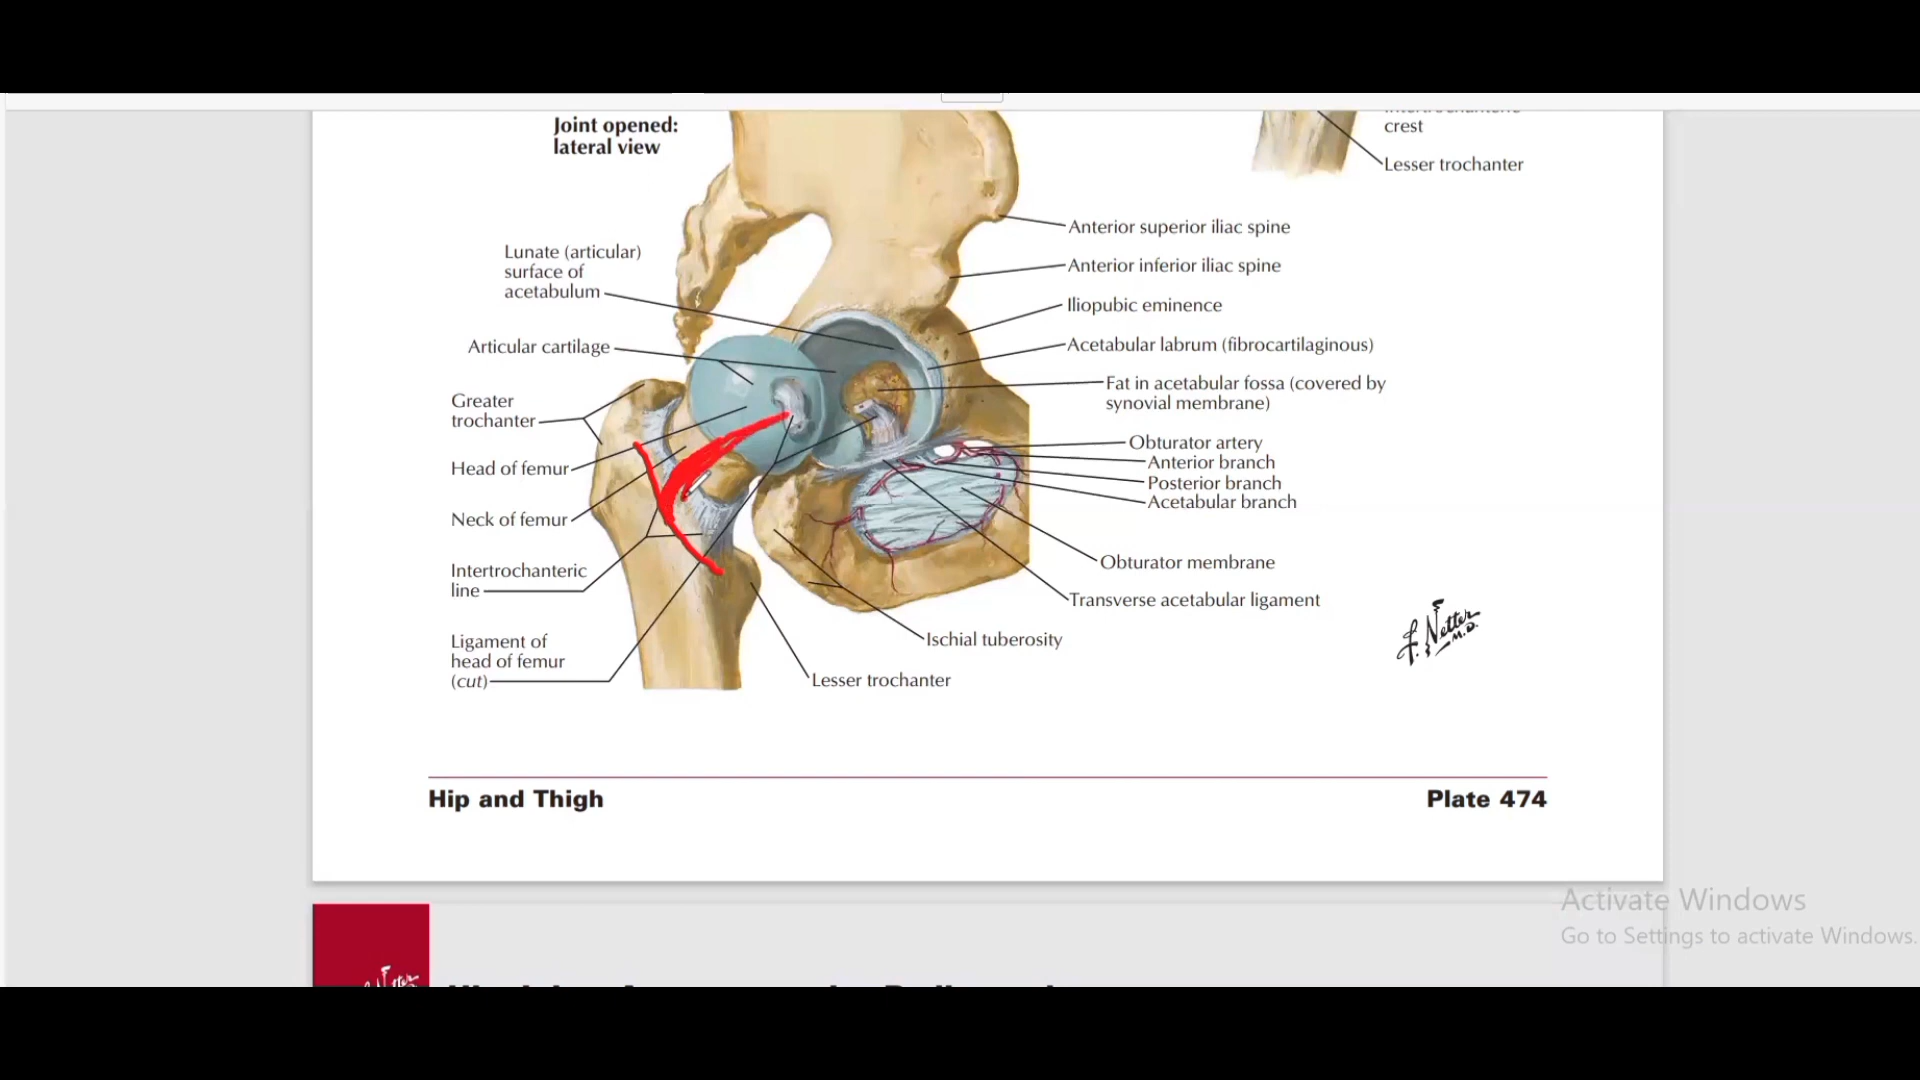 Joint opened:
lateral view
crest
Lesser trochanter
Anterior superior iliac spine
Lunate (articular)
surface of
acetabulum
Anterior inferior iliac spine
Iliopubic eminence
Articular cartilage
Acetabular labrum (fibrocartilaginous)
Fat in acetabular fossa (covered by
synovial membrane)
Greater
trochanter
Obturator artery
Anterior branch
Head of femur
Posterior branch
Acetabular branch
Neck of femur
Obturator membrane
Intertrochanteric
line
Transverse acetabular ligament
Ischial tuberosity
Ligament of
head of femur
(cut)
Lesser trochanter
F. Netter
M.D.
Hip and Thigh
Plate 474
Activate Windows
Go to Settings to activate Windows.